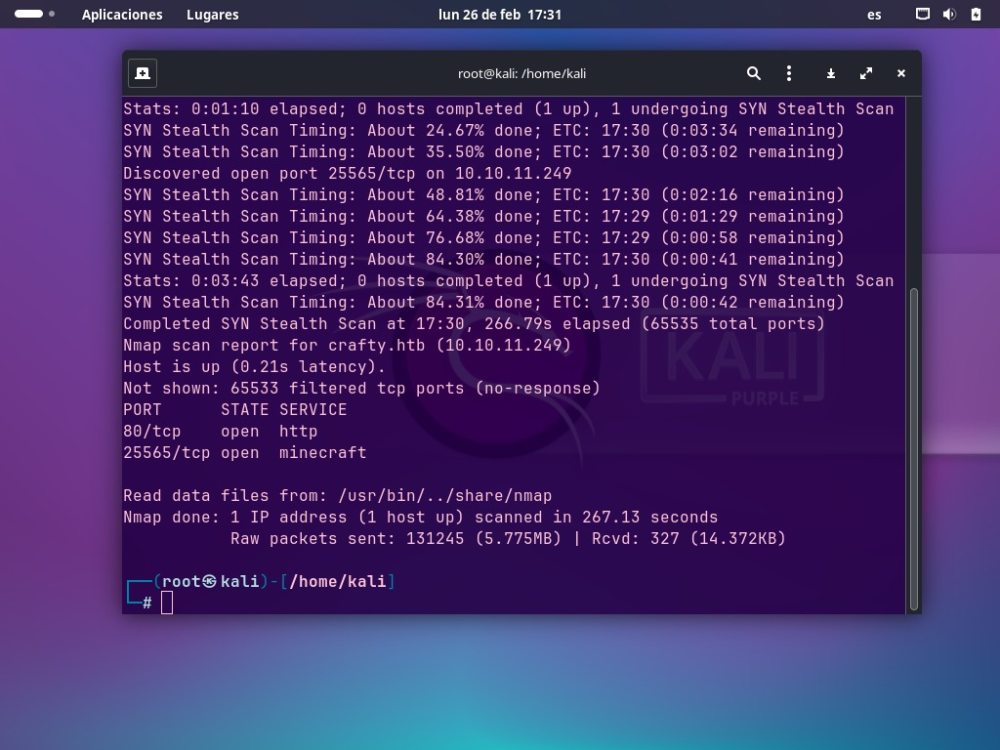 Aplicaciones Lugares lun 26 de feb 17:31 es
root@kali: /home/kali
Stats: 0:01:10 elapsed; 0 hosts completed (1 up), 1 undergoing SYN Stealth Scan
SYN Stealth Scan Timing: About 24.67% done; ETC: 17:30 (0:03:34 remaining)
SYN Stealth Scan Timing: About 35.50% done; ETC: 17:30 (0:03:02 remaining)
Discovered open port 25565/tcp on 10.10.11.249
SYN Stealth Scan Timing: About 48.81% done; ETC: 17:30 (0:02:16 remaining)
SYN Stealth Scan Timing: About 64.38% done; ETC: 17:29 (0:01:29 remaining)
SYN Stealth Scan Timing: About 76.68% done; ETC: 17:29 (0:00:58 remaining)
SYN Stealth Scan Timing: About 84.30% done; ETC: 17:30 (0:00:41 remaining)
Stats: 0:03:43 elapsed; 0 hosts completed (1 up), 1 undergoing SYN Stealth Scan
SYN Stealth Scan Timing: About 84.31% done; ETC: 17:30 (0:00:42 remaining)
Completed SYN Stealth Scan at 17:30, 266.79s elapsed (65535 total ports)
Nmap scan report for crafty.htb (10.10.11.249)
Host is up (0.21s latency).
Not shown: 65533 filtered tcp ports (no-response)
PORT      STATE SERVICE
80/tcp    open  http
25565/tcp open  minecraft
KALI
PURPLE
Read data files from: /usr/bin/../share/nmap
Nmap done: 1 IP address (1 host up) scanned in 267.13 seconds
           Raw packets sent: 131245 (5.775MB) | Rcvd: 327 (14.372KB)
┌──(root㉿kali)-[/home/kali]
└─#